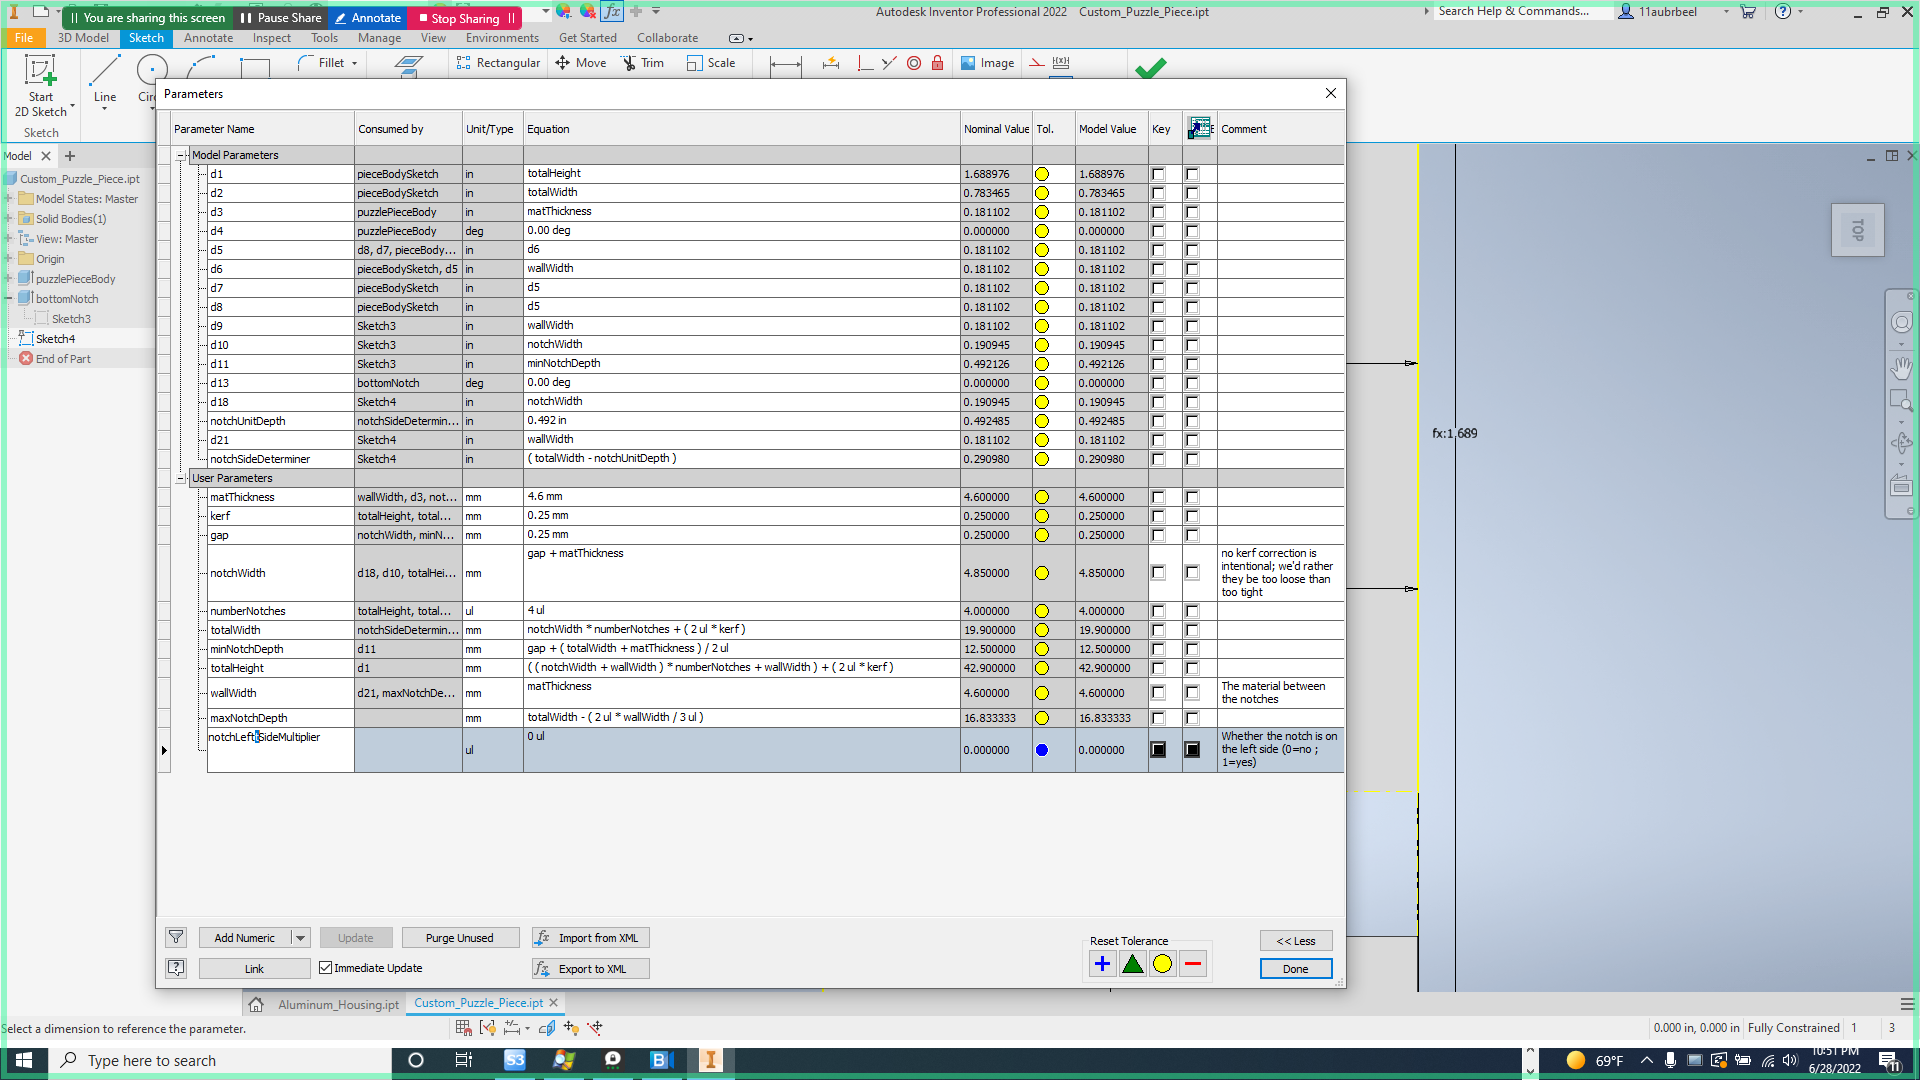 You are sharing this screen
Pause Share
Annotate
Stop Sharing
Autodesk Inventor Professional 2022 Custom_Puzzle_Piece.ipt
Search Help & Commands...
11aubrbeel
File
3D Model
Sketch
Annotate
Inspect
Tools
Manage
View
Environments
Get Started
Collaborate
Start
2D Sketch
Line
Fillet
Rectangular
Move
Trim
Scale
Image
Sketch
Model
Custom_Puzzle_Piece.ipt
Model States: Master
Solid Bodies(1)
View: Master
Origin
puzzlePieceBody
bottomNotch
Sketch3
Sketch4
End of Part
Parameters
Parameter Name Consumed by Unit/Type Equation Nominal Value Tol. Model Value Key E Comment
Model Parameters
d1 pieceBodySketch in totalHeight 1.688976 1.688976
d2 pieceBodySketch in totalWidth 0.783465 0.783465
d3 puzzlePieceBody in matThickness 0.181102 0.181102
d4 puzzlePieceBody deg 0.00 deg 0.000000 0.000000
d5 d8, d7, pieceBody... in d6 0.181102 0.181102
d6 pieceBodySketch, d5 in wallWidth 0.181102 0.181102
d7 pieceBodySketch in d5 0.181102 0.181102
d8 pieceBodySketch in d5 0.181102 0.181102
d9 Sketch3 in wallWidth 0.181102 0.181102
d10 Sketch3 in notchWidth 0.190945 0.190945
d11 Sketch3 in minNotchDepth 0.492126 0.492126
d13 bottomNotch deg 0.00 deg 0.000000 0.000000
d18 Sketch4 in notchWidth 0.190945 0.190945
notchUnitDepth notchSideDetermin... in 0.492 in 0.492485 0.492485
d21 Sketch4 in wallWidth 0.181102 0.181102
notchSideDeterminer Sketch4 in ( totalWidth - notchUnitDepth ) 0.290980 0.290980
User Parameters
matThickness wallWidth, d3, not... mm 4.6 mm 4.600000 4.600000
kerf totalHeight, total... mm 0.25 mm 0.250000 0.250000
gap notchWidth, minN... mm 0.25 mm 0.250000 0.250000
notchWidth d18, d10, totalHei... mm gap + matThickness 4.850000 4.850000 no kerf correction is
intentional; we'd rather
they be too loose than
too tight
numberNotches totalHeight, total... ul 4 ul 4.000000 4.000000
totalWidth notchSideDetermin... mm notchWidth * numberNotches + ( 2 ul * kerf ) 19.900000 19.900000
minNotchDepth d11 mm gap + ( totalWidth + matThickness ) / 2 ul 12.500000 12.500000
totalHeight d1 mm ( ( notchWidth + wallWidth ) * numberNotches + wallWidth ) + ( 2 ul * kerf ) 42.900000 42.900000
wallWidth d21, maxNotchDe... mm matThickness 4.600000 4.600000 The material between
the notches
maxNotchDepth mm totalWidth - ( 2 ul * wallWidth / 3 ul ) 16.833333 16.833333
ul 0 ul 0.000000 0.000000 Whether the notch is on
the left side (0=no ;
1=yes)
Add Numeric
Update
Purge Unused
Import from XML
Link
Immediate Update
Export to XML
Reset Tolerance
<< Less
Done
TOP
fx:1.689
Aluminum_Housing.ipt
Custom_Puzzle_Piece.ipt
Select a dimension to reference the parameter.
0.000 in, 0.000 in Fully Constrained 1 3
Type here to search
69°F
10:51 PM
6/28/2022
11